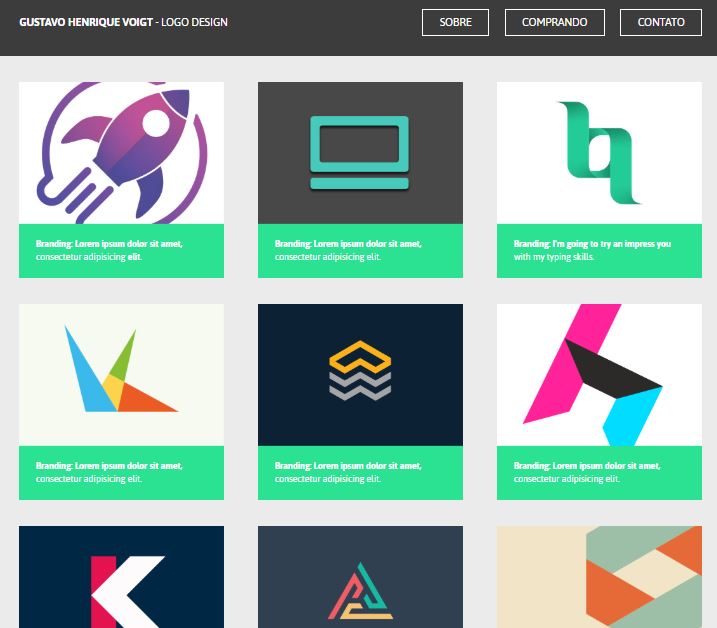 GUSTAVO HENRIQUE VOIGT - LOGO DESIGN
SOBRE
COMPRANDO
CONTATO
Branding: Lorem ipsum dolor sit amet,
consectetur adipisicing elit.
Branding: Lorem ipsum dolor sit amet,
consectetur adipisicing elit.
Branding: I'm going to try an impress you
with my typing skills.
Branding: Lorem ipsum dolor sit amet,
consectetur adipisicing elit.
Branding: Lorem ipsum dolor sit amet,
consectetur adipisicing elit.
Branding: Lorem ipsum dolor sit amet,
consectetur adipisicing elit.